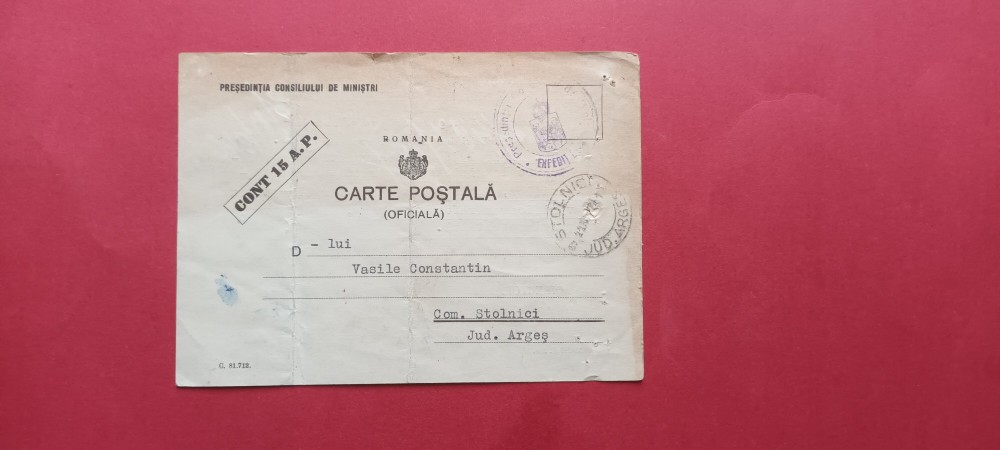 PREȘEDINȚIA CONSILIULUI DE MINIȘTRI
CONT 15 A.P.
ROMANIA
CARTE POȘTALĂ
(OFICIALĂ)
EXPEDI
STOLNICI
JUD. ARGEȘ
D - lui
Vasile Constantin
Com. Stolnici
Jud. Argeș
C. 81.712.